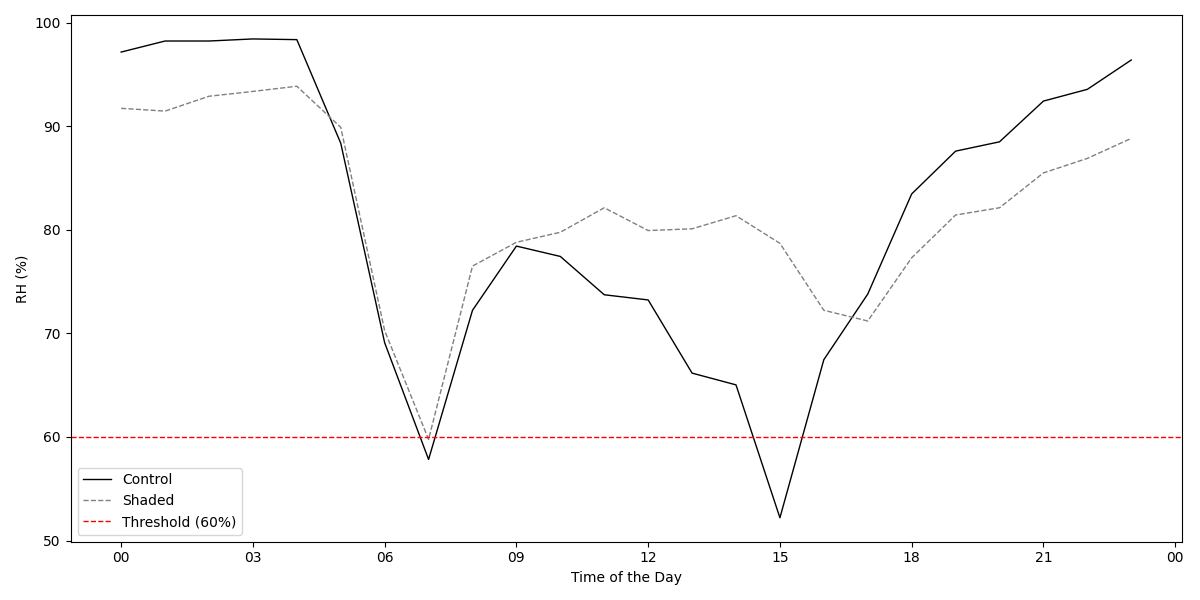 100
90
80
70
60
50
RH (%)
Control
Shaded
Threshold (60%)
00 03 06 09 12 15 18 21 00
Time of the Day